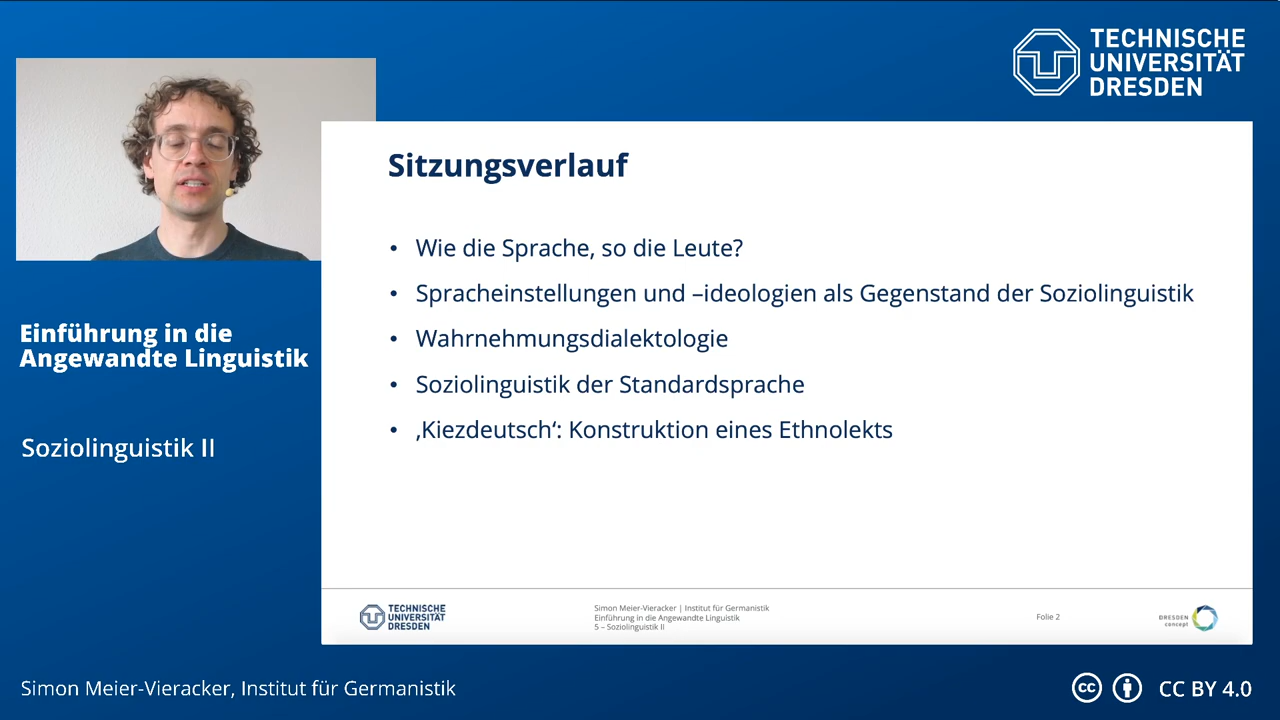 TECHNISCHE
UNIVERSITÄT
DRESDEN
Sitzungsverlauf
• Wie die Sprache, so die Leute?
• Spracheinstellungen und –ideologien als Gegenstand der Soziolinguistik
• Wahrnehmungsdialektologie
• Soziolinguistik der Standardsprache
• ‚Kiezdeutsch‘: Konstruktion eines Ethnolekts
Einführung in die
Angewandte Linguistik
Soziolinguistik II
TECHNISCHE
UNIVERSITÄT
DRESDEN
Simon Meier-Vieracker | Institut für Germanistik
Einführung in die Angewandte Linguistik
5 – Soziolinguistik II
Folie 2
DRESDEN
concept
Simon Meier-Vieracker, Institut für Germanistik
cc CC BY 4.0